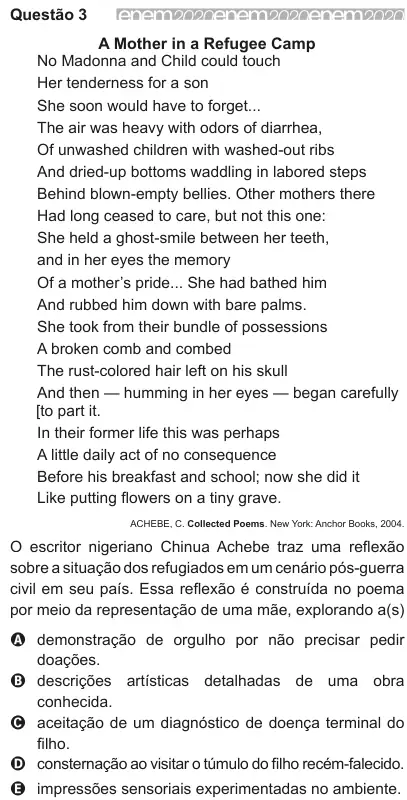 Questão 3 enem2020enem2020enem2020
A Mother in a Refugee Camp
No Madonna and Child could touch
Her tenderness for a son
She soon would have to forget...
The air was heavy with odors of diarrhea,
Of unwashed children with washed-out ribs
And dried-up bottoms waddling in labored steps
Behind blown-empty bellies. Other mothers there
Had long ceased to care, but not this one:
She held a ghost-smile between her teeth,
and in her eyes the memory
Of a mother's pride... She had bathed him
And rubbed him down with bare palms.
She took from their bundle of possessions
A broken comb and combed
The rust-colored hair left on his skull
And then — humming in her eyes — began carefully
[to part it.
In their former life this was perhaps
A little daily act of no consequence
Before his breakfast and school; now she did it
Like putting flowers on a tiny grave.
ACHEBE, C. Collected Poems. New York: Anchor Books, 2004.
O escritor nigeriano Chinua Achebe traz uma reflexão
sobre a situação dos refugiados em um cenário pós-guerra
civil em seu país. Essa reflexão é construída no poema
por meio da representação de uma mãe, explorando a(s)
A demonstração de orgulho por não precisar pedir
doações.
B descrições artísticas detalhadas de uma obra
conhecida.
C aceitação de um diagnóstico de doença terminal do
filho.
D consternação ao visitar o túmulo do filho recém-falecido.
E impressões sensoriais experimentadas no ambiente.